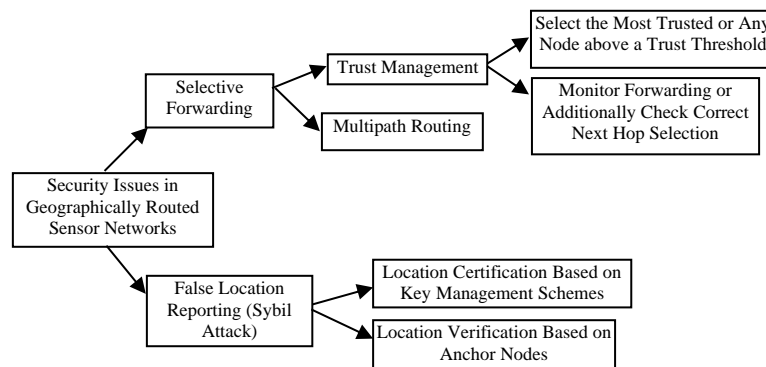 Select the Most Trusted or Any
Node above a Trust Threshold
Selective
Forwarding
Trust Management
Monitor Forwarding or
Additionally Check Correct
Next Hop Selection
Multipath Routing
Security Issues in
Geographically Routed
Sensor Networks
False Location
Reporting (Sybil
Attack)
Location Certification Based on
Key Management Schemes
Location Verification Based on
Anchor Nodes